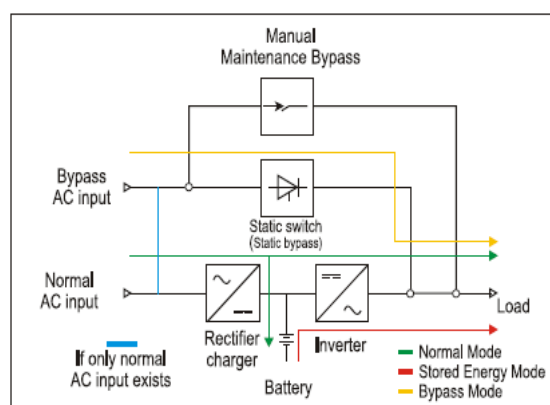 Manual
Maintenance Bypass
Bypass
AC input
Static switch
(Static bypass)
Normal
AC input
Load
Rectifier
charger
Inverter
If only normal
AC input exists
Battery
Normal Mode
Stored Energy Mode
Bypass Mode